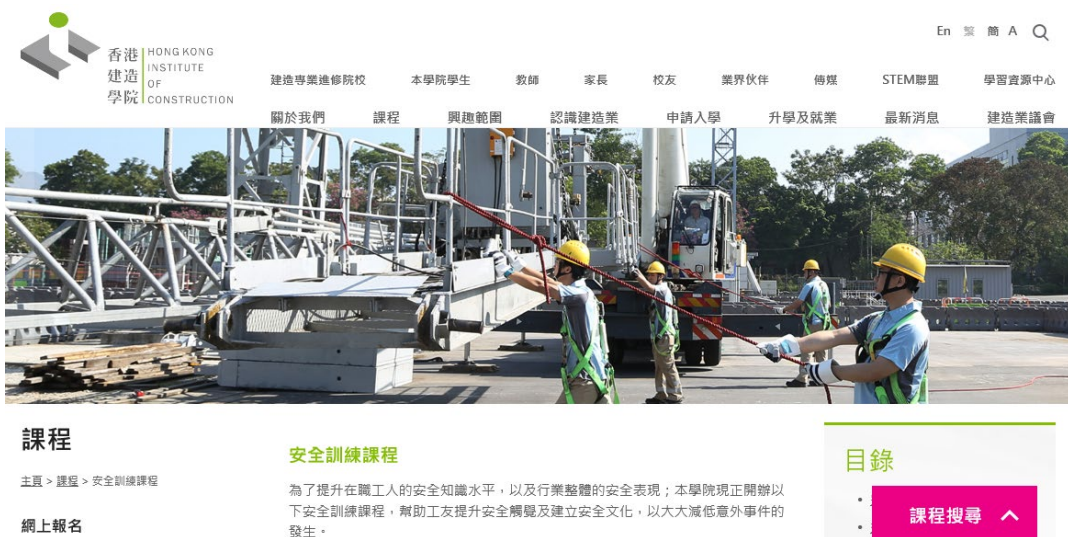 En 繁 簡 A
香港
建造
學院
HONG KONG
INSTITUTE
OF
CONSTRUCTION
建造專業進修院校 本學院學生 教師 家長 校友 業界伙伴 傳媒 STEM聯盟 學習資源中心
關於我們 課程 興趣範圍 認識建造業 申請入學 升學及就業 最新消息 建造業議會
課程
主頁 > 課程 > 安全訓練課程
網上報名
安全訓練課程
為了提升在職工人的安全知識水平，以及行業整體的安全表現；本學院現正開辦以
下安全訓練課程，幫助工友提升安全觸覺及建立安全文化，以大大減低意外事件的
發生。
目錄
課程搜尋